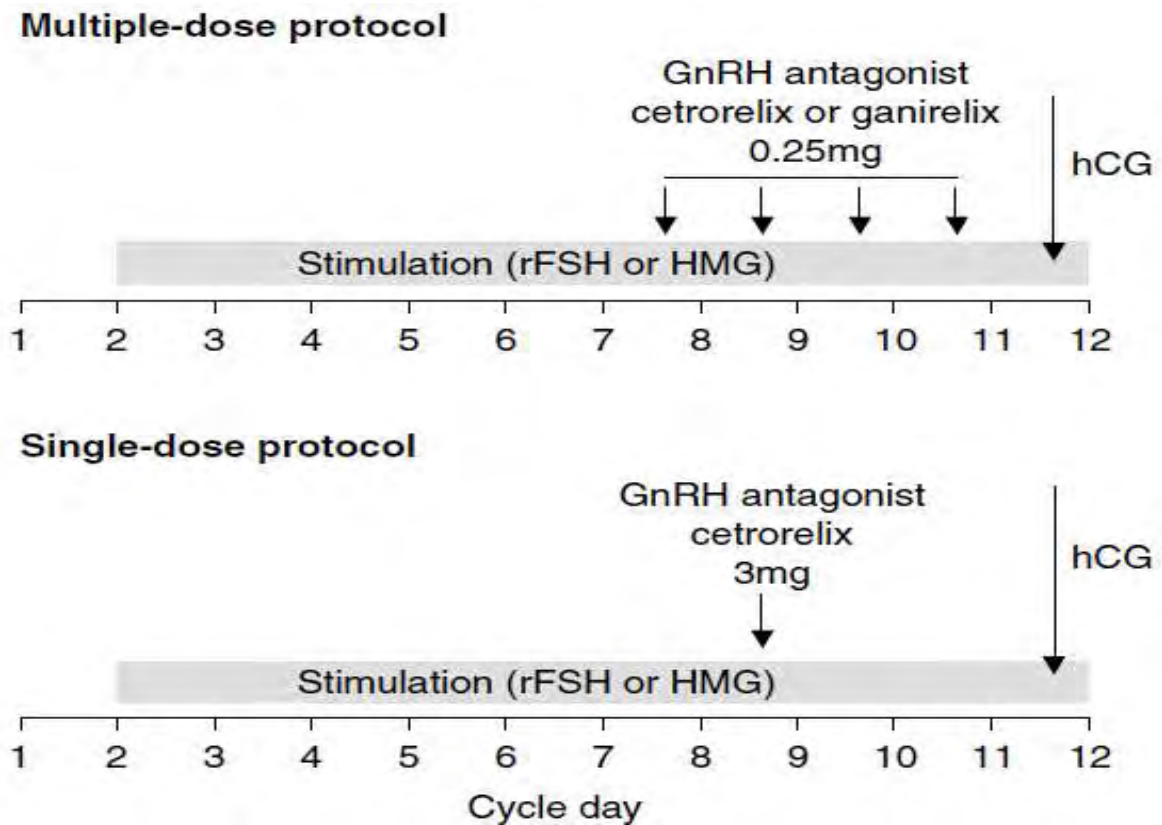 Multiple-dose protocol
GnRH antagonist
cetrorelix or ganirelix
0.25mg
hCG
Stimulation (rFSH or HMG)
1 2 3 4 5 6 7 8 9 10 11 12
Single-dose protocol
GnRH antagonist
cetrorelix
3mg
hCG
Stimulation (rFSH or HMG)
1 2 3 4 5 6 7 8 9 10 11 12
Cycle day